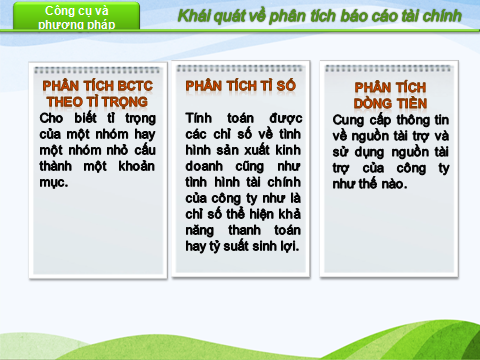 Công cụ và
phương pháp
Khái quát về phân tích báo cáo tài chính
PHÂN TÍCH BCTC
THEO TỈ TRỌNG
Cho biết tỉ trọng
của một nhóm hay
một nhóm nhỏ cấu
thành một khoản
mục.
PHÂN TÍCH TỈ SỐ
Tính toán được
các chỉ số về tình
hình sản xuất kinh
doanh cũng như
tình hình tài chính
của công ty như là
chỉ số thể hiện khả
năng thanh toán
hay tỷ suất sinh lợi.
PHÂN TÍCH
DÒNG TIỀN
Cung cấp thông tin
về nguồn tài trợ và
sử dụng nguồn tài
trợ của công ty
như thế nào.